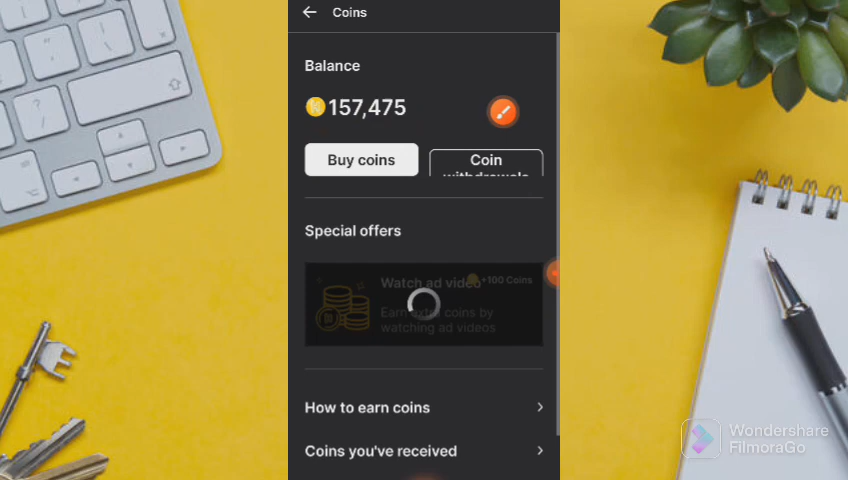 Coins
Balance
157,475
Buy coins
Coin
withdrawals
Special offers
Watch ad video
+100 Coins
Earn extra coins by
watching ad videos
How to earn coins
Coins you've received
Wondershare
FilmoraGo